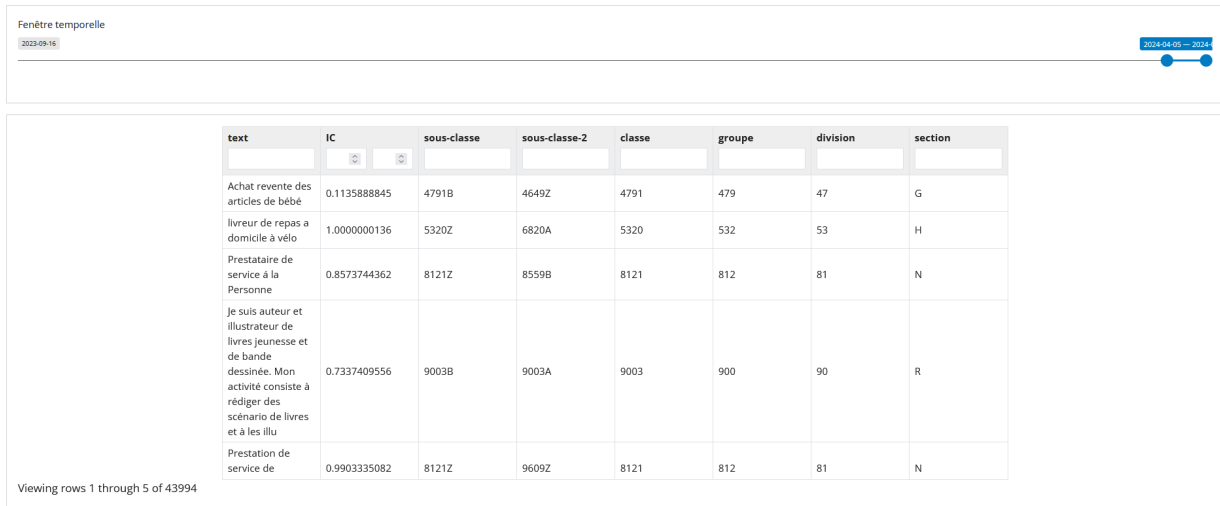 Fenêtre temporelle
2023-09-16
2024-04-05 — 2024-
text IC sous-classe sous-classe-2 classe groupe division section
Achat revente des
articles de bébé
0.1135888845 4791B 4649Z 4791 479 47 G
livreur de repas a
domicile à vélo
1.0000000136 5320Z 6820A 5320 532 53 H
Prestataire de
service á la
Personne
0.8573744362 8121Z 8559B 8121 812 81 N
Je suis auteur et
illustrateur de
livres jeunesse et
de bande
dessinée. Mon
activité consiste à
rédiger des
scénario de livres
et à les illu
0.7337409556 9003B 9003A 9003 900 90 R
Prestation de
service de
0.9903335082 8121Z 9609Z 8121 812 81 N
Viewing rows 1 through 5 of 43994